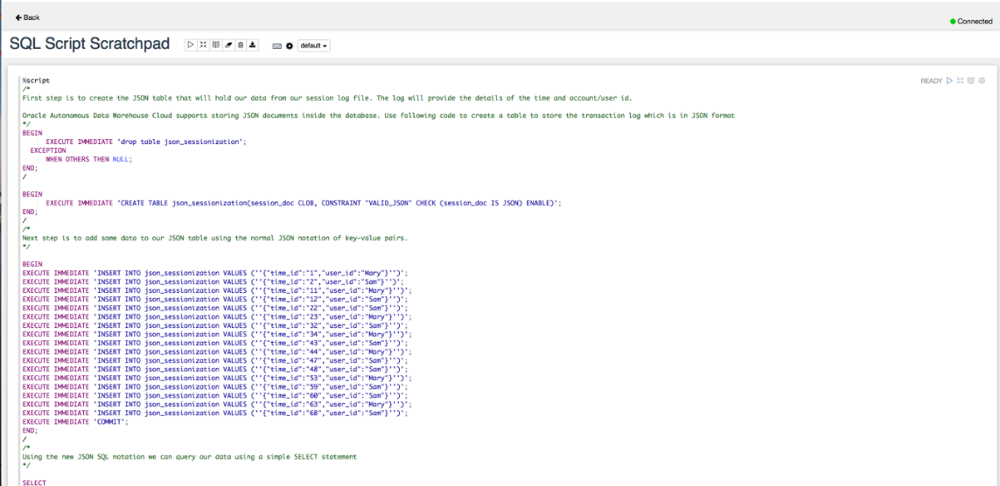 Back
Connected
SQL Script Scratchpad
default
READY
%script
/*
First step is to create the JSON table that will hold our data from our session log file. The log will provide the details of the time and account/user id.
Oracle Autonomous Data Warehouse Cloud supports storing JSON documents inside the database. Use following code to create a table to store the transaction log which is in JSON format
*/
BEGIN
EXECUTE IMMEDIATE 'drop table json_sessionization';
EXCEPTION
WHEN OTHERS THEN NULL;
END;
/
BEGIN
EXECUTE IMMEDIATE 'CREATE TABLE json_sessionization(session_doc CLOB, CONSTRAINT "VALID_JSON" CHECK (session_doc IS JSON) ENABLE)';
END;
/
/*
Next step is to add some data to our JSON table using the normal JSON notation of key-value pairs.
*/
BEGIN
EXECUTE IMMEDIATE 'INSERT INTO json_sessionization VALUES (''{"time_id":"1","user_id":"Mary"}'')';
EXECUTE IMMEDIATE 'INSERT INTO json_sessionization VALUES (''{"time_id":"2","user_id":"Sam"}'')';
EXECUTE IMMEDIATE 'INSERT INTO json_sessionization VALUES (''{"time_id":"11","user_id":"Mary"}'')';
EXECUTE IMMEDIATE 'INSERT INTO json_sessionization VALUES (''{"time_id":"12","user_id":"Sam"}'')';
EXECUTE IMMEDIATE 'INSERT INTO json_sessionization VALUES (''{"time_id":"22","user_id":"Sam"}'')';
EXECUTE IMMEDIATE 'INSERT INTO json_sessionization VALUES (''{"time_id":"23","user_id":"Mary"}'')';
EXECUTE IMMEDIATE 'INSERT INTO json_sessionization VALUES (''{"time_id":"32","user_id":"Sam"}'')';
EXECUTE IMMEDIATE 'INSERT INTO json_sessionization VALUES (''{"time_id":"34","user_id":"Mary"}'')';
EXECUTE IMMEDIATE 'INSERT INTO json_sessionization VALUES (''{"time_id":"43","user_id":"Sam"}'')';
EXECUTE IMMEDIATE 'INSERT INTO json_sessionization VALUES (''{"time_id":"44","user_id":"Mary"}'')';
EXECUTE IMMEDIATE 'INSERT INTO json_sessionization VALUES (''{"time_id":"47","user_id":"Sam"}'')';
EXECUTE IMMEDIATE 'INSERT INTO json_sessionization VALUES (''{"time_id":"48","user_id":"Sam"}'')';
EXECUTE IMMEDIATE 'INSERT INTO json_sessionization VALUES (''{"time_id":"53","user_id":"Mary"}'')';
EXECUTE IMMEDIATE 'INSERT INTO json_sessionization VALUES (''{"time_id":"59","user_id":"Sam"}'')';
EXECUTE IMMEDIATE 'INSERT INTO json_sessionization VALUES (''{"time_id":"60","user_id":"Sam"}'')';
EXECUTE IMMEDIATE 'INSERT INTO json_sessionization VALUES (''{"time_id":"63","user_id":"Mary"}'')';
EXECUTE IMMEDIATE 'INSERT INTO json_sessionization VALUES (''{"time_id":"68","user_id":"Sam"}'')';
EXECUTE IMMEDIATE 'COMMIT';
END;
/
/*
Using the new JSON SQL notation we can query our data using a simple SELECT statement
*/
SELECT